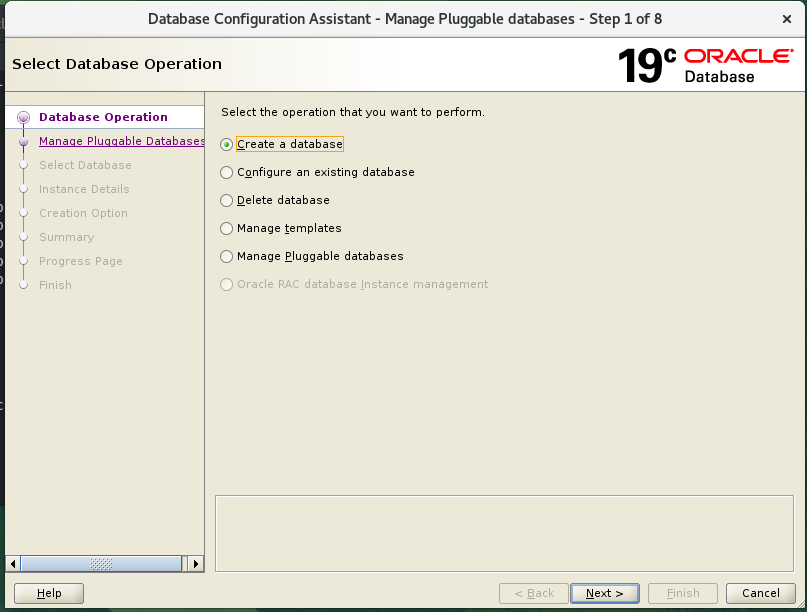 Database Configuration Assistant - Manage Pluggable databases - Step 1 of 8
Select Database Operation
19c ORACLE
Database
Database Operation
Manage Pluggable Databases
Select Database
Instance Details
Creation Option
Summary
Progress Page
Finish
Select the operation that you want to perform.
Create a database
Configure an existing database
Delete database
Manage templates
Manage Pluggable databases
Oracle RAC database Instance management
Help
< Back
Next >
Finish
Cancel